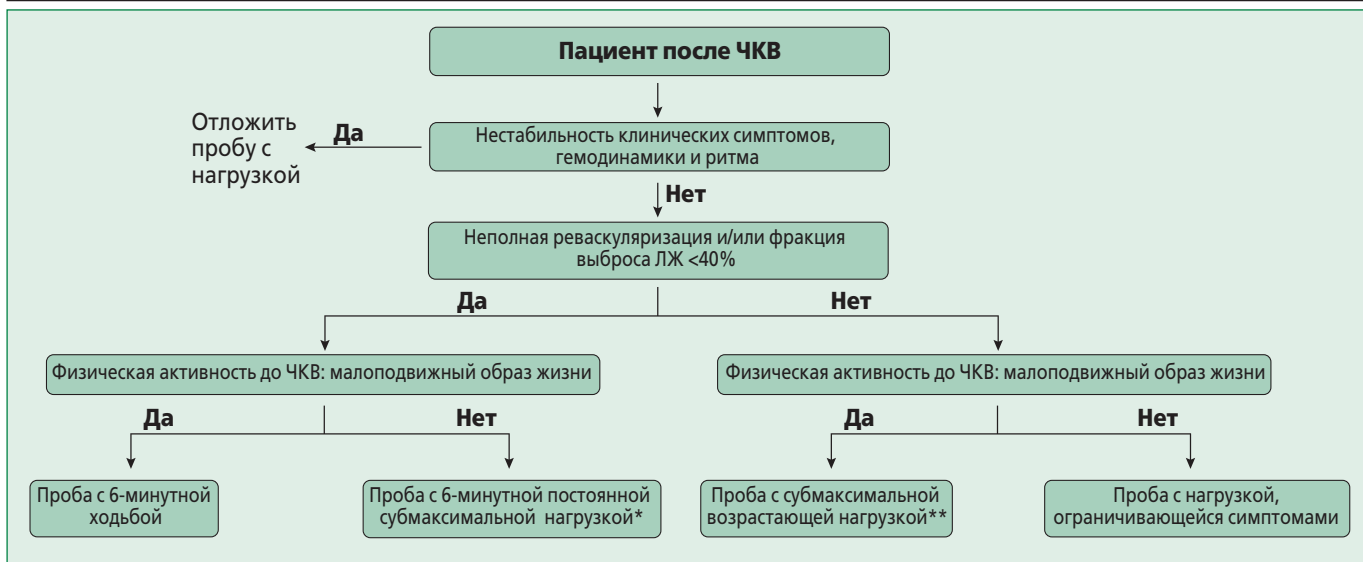 Пациент после ЧКВ
Отложить
пробу с
нагрузкой
Да
Нестабильность клинических симптомов,
гемодинамики и ритма
Нет
Неполная реваскуляризация и/или фракция
выброса ЛЖ <40%
Да
Нет
Физическая активность до ЧКВ: малоподвижный образ жизни
Физическая активность до ЧКВ: малоподвижный образ жизни
Да
Нет
Да
Нет
Проба с 6-минутной
ходьбой
Проба с 6-минутной постоянной
субмаксимальной нагрузкой*
Проба с субмаксимальной
возрастающей нагрузкой**
Проба с нагрузкой,
ограничивающейся симптомами